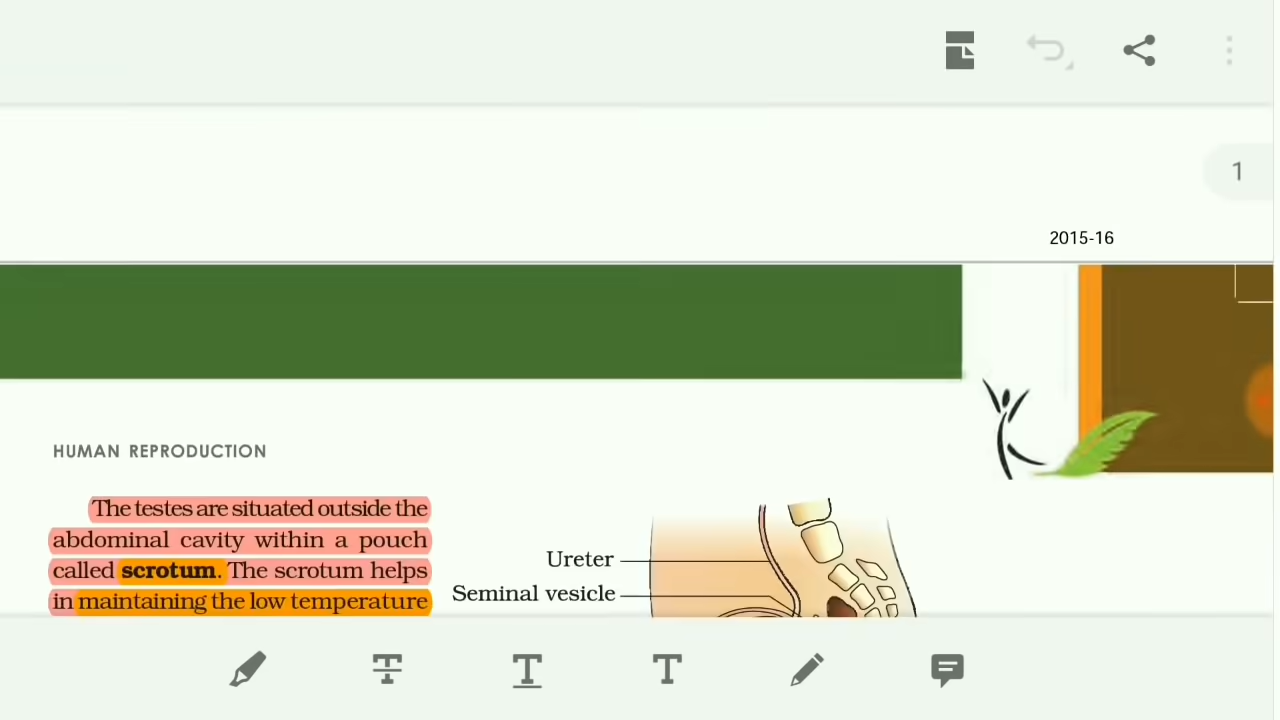 1
2015-16
HUMAN REPRODUCTION
The testes are situated outside the
abdominal cavity within a pouch
called scrotum. The scrotum helps
in maintaining the low temperature
Ureter
Seminal vesicle